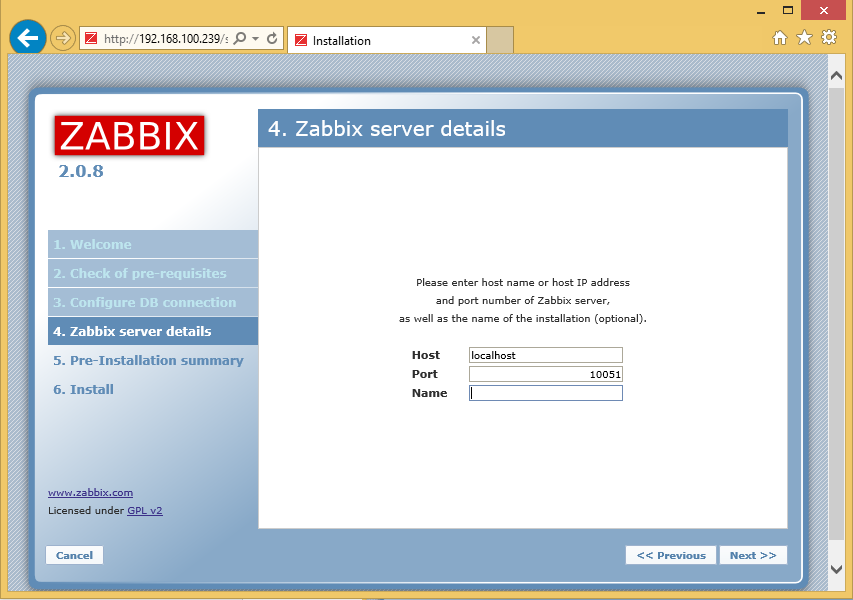 http://192.168.100.239/
Installation
ZABBIX
2.0.8
4. Zabbix server details
1. Welcome
2. Check of pre-requisites
3. Configure DB connection
4. Zabbix server details
5. Pre-Installation summary
6. Install
Please enter host name or host IP address
and port number of Zabbix server,
as well as the name of the installation (optional).
Host localhost
Port 10051
Name
www.zabbix.com
Licensed under GPL v2
Cancel
<< Previous Next >>